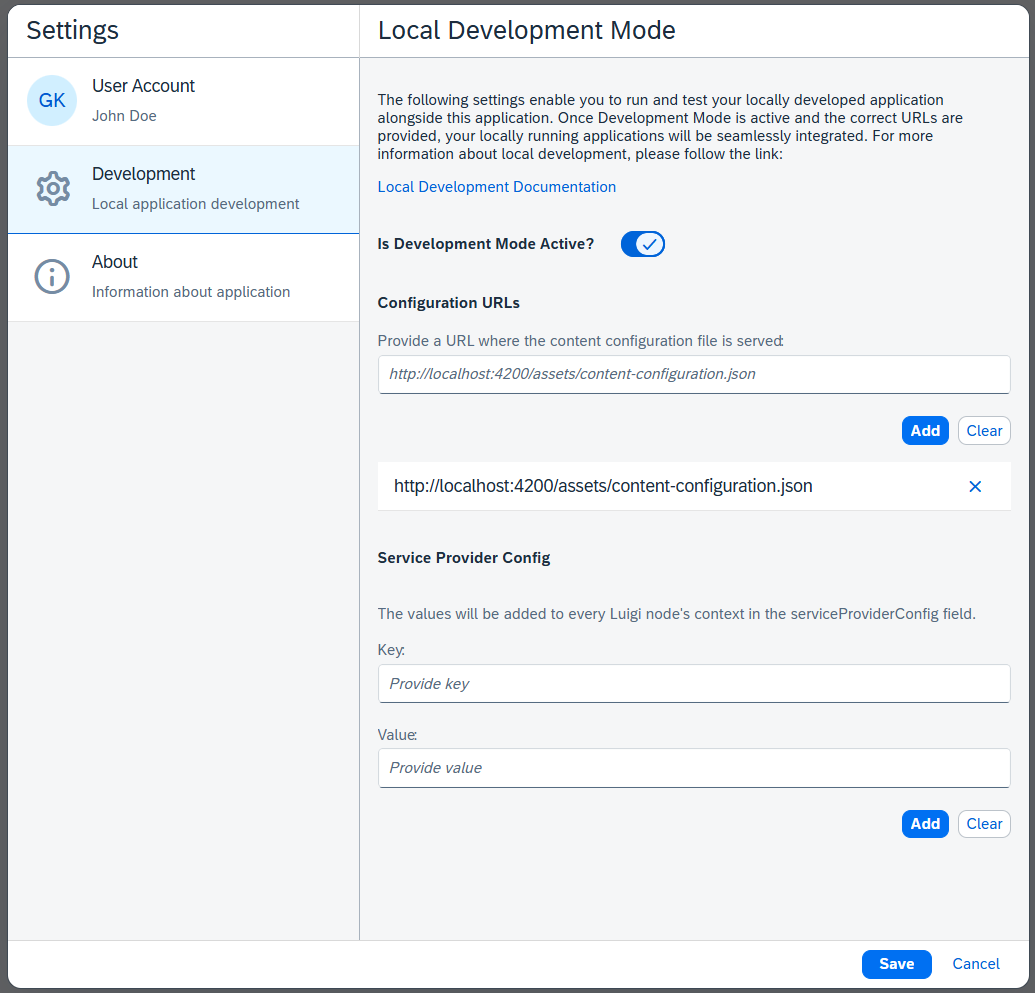 Settings
GK
User Account
John Doe
Development
Local application development
About
Information about application
Local Development Mode
The following settings enable you to run and test your locally developed application
alongside this application. Once Development Mode is active and the correct URLs are
provided, your locally running applications will be seamlessly integrated. For more
information about local development, please follow the link:
Local Development Documentation
Is Development Mode Active?
Configuration URLs
Provide a URL where the content configuration file is served:
http://localhost:4200/assets/content-configuration.json
Add Clear
http://localhost:4200/assets/content-configuration.json
Service Provider Config
The values will be added to every Luigi node's context in the serviceProviderConfig field.
Key:
Provide key
Value:
Provide value
Add Clear
Save Cancel